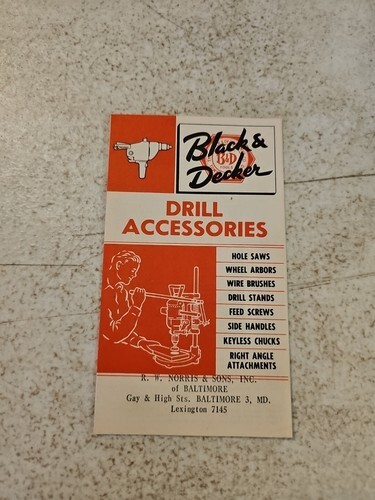 Black &
Decker
B&D
DRILL
ACCESSORIES
HOLE SAWS
WHEEL ARBORS
WIRE BRUSHES
DRILL STANDS
FEED SCREWS
SIDE HANDLES
KEYLESS CHUCKS
RIGHT ANGLE
ATTACHMENTS
R. W. NORRIS & SONS, INC.
of BALTIMORE
Gay & High Sts. BALTIMORE 3, MD.
Lexington 7145